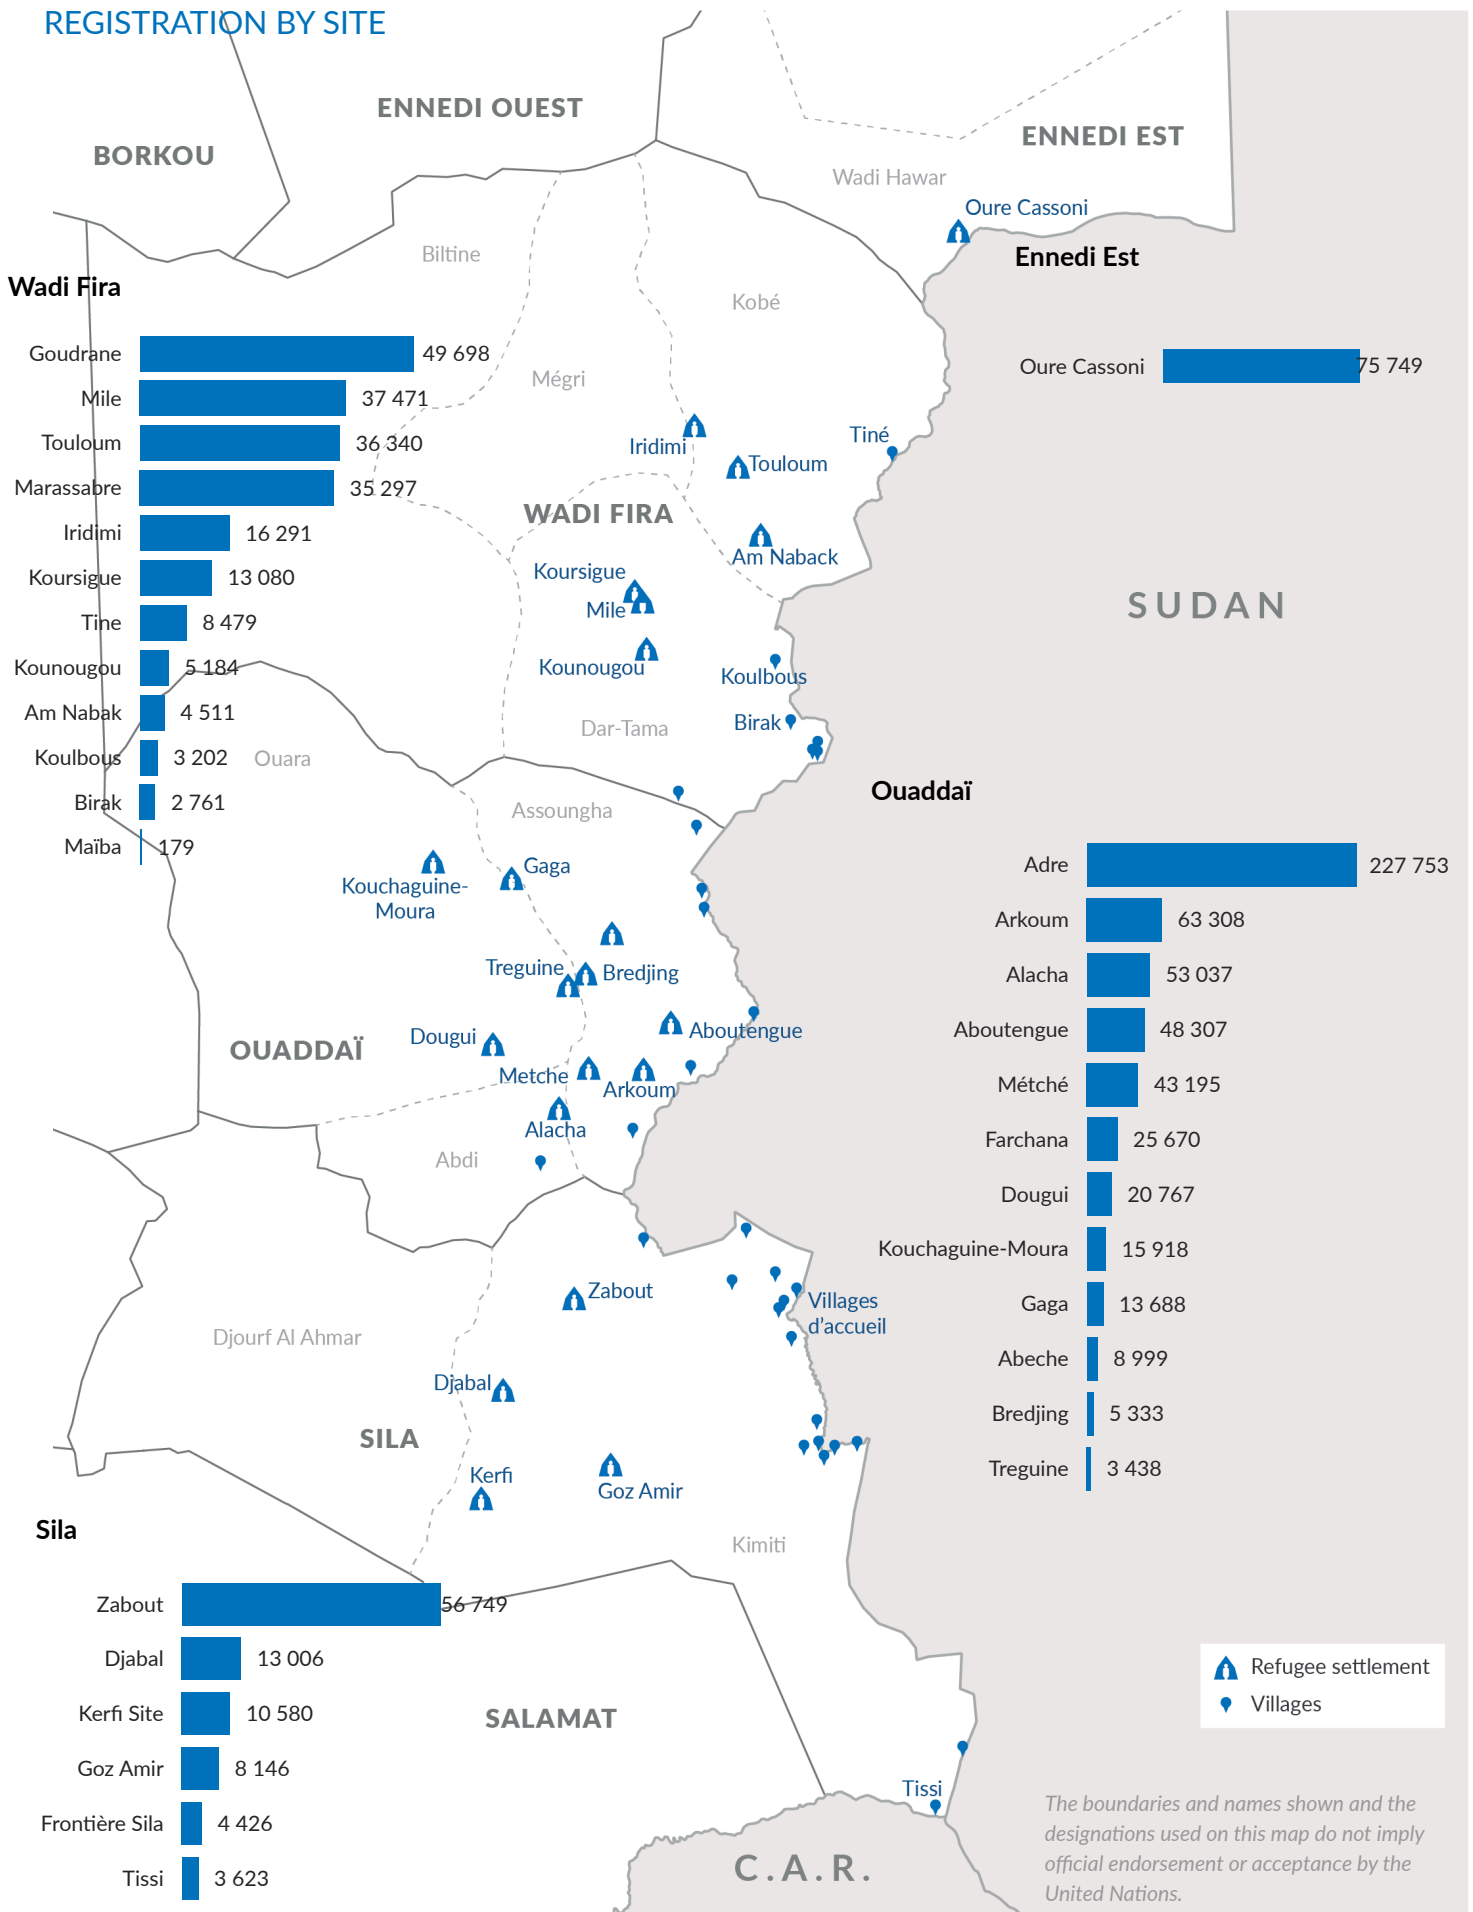 REGISTRATION BY SITE
ENNEDI OUEST
BORKOU
ENNEDI EST
Wadi Hawar
Oure Cassoni
Biltine
Kobé
Mégri
Iridimi
Touloum
Tiné
WADI FIRA
Am Naback
Koursigue
Mile
Kounougou
Koulbous
Birak
Dar-Tama
Ouara
Assoungha
Gaga
Kouchaguine-
Moura
Treguine
Bredjing
Aboutengue
Dougui
OUADDAÏ
Metche
Arkoum
Alacha
Abdi
Zabout
Villages
d'accueil
Djourf Al Ahmar
Djabal
SILA
Kerfi
Goz Amir
Kimiti
SALAMAT
Tissi
C.A.R.
SUDAN
Wadi Fira
Goudrane 49 698
Mile 37 471
Touloum 36 340
Marassabre 35 297
Iridimi 16 291
Koursigue 13 080
Tine 8 479
Kounougou 5 184
Am Nabak 4 511
Koulbous 3 202
Birak 2 761
Maïba 179
Ennedi Est
Oure Cassoni 75 749
Ouaddaï
Adre 227 753
Arkoum 63 308
Alacha 53 037
Aboutengue 48 307
Métché 43 195
Farchana 25 670
Dougui 20 767
Kouchaguine-Moura 15 918
Gaga 13 688
Abeche 8 999
Bredjing 5 333
Treguine 3 438
Sila
Zabout 56 749
Djabal 13 006
Kerfi Site 10 580
Goz Amir 8 146
Frontière Sila 4 426
Tissi 3 623
Refugee settlement
Villages
The boundaries and names shown and the
designations used on this map do not imply
official endorsement or acceptance by the
United Nations.